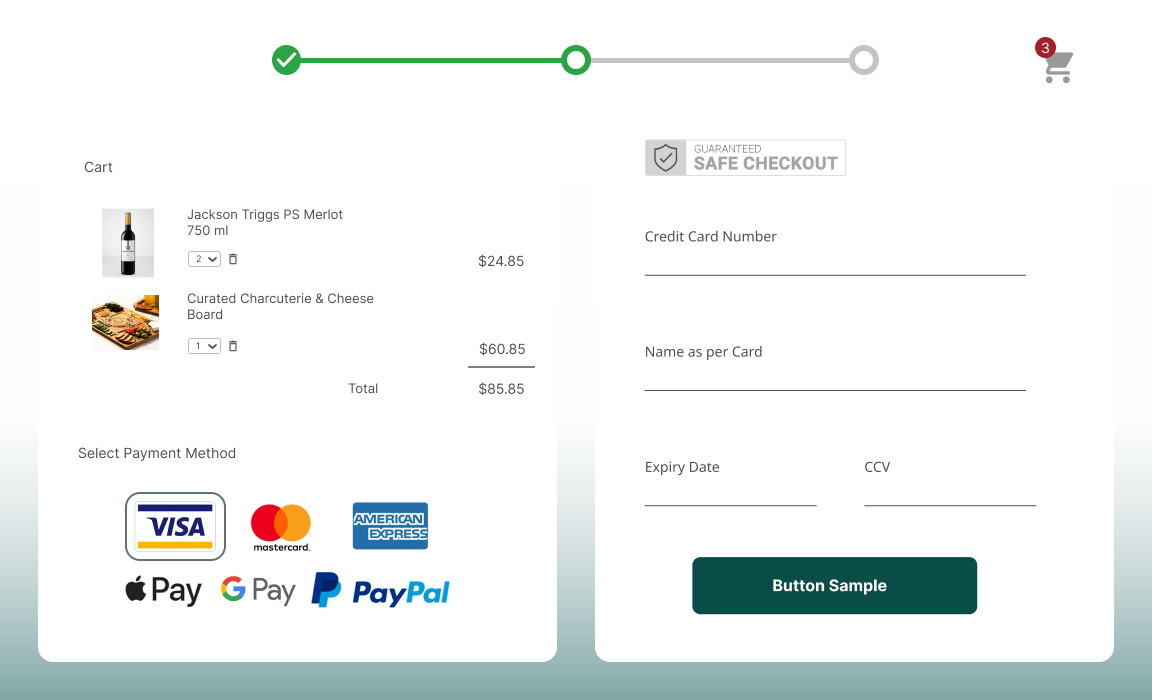 3
Cart
Jackson Triggs PS Merlot
750 ml
2
$24.85
Curated Charcuterie & Cheese
Board
1
$60.85
Total
$85.85
Select Payment Method
VISA
mastercard.
AMERICAN
EXPRESS
Pay
G Pay
PayPal
GUARANTEED
SAFE CHECKOUT
Credit Card Number
Name as per Card
Expiry Date
CCV
Button Sample